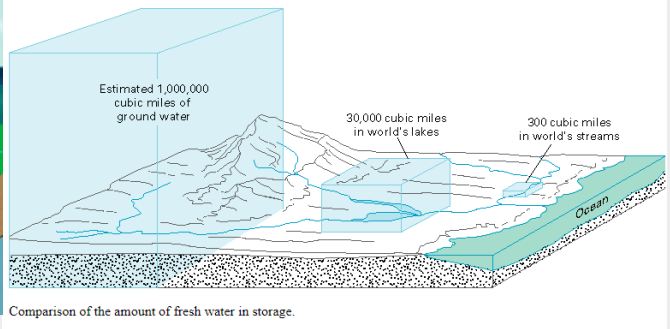 Estimated 1,000,000
cubic miles of
ground water
30,000 cubic miles
in world's lakes
300 cubic miles
in world's streams
Ocean
Comparison of the amount of fresh water in storage.